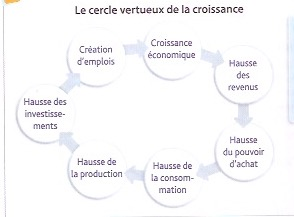 Le cercle vertueux de la croissance
Croissance
économique
Hausse
des
revenus
Hausse
du pouvoir
d'achat
Hausse de
la consom-
mation
Hausse de
la production
Hausse des
investisse-
ments
Création
d'emplois